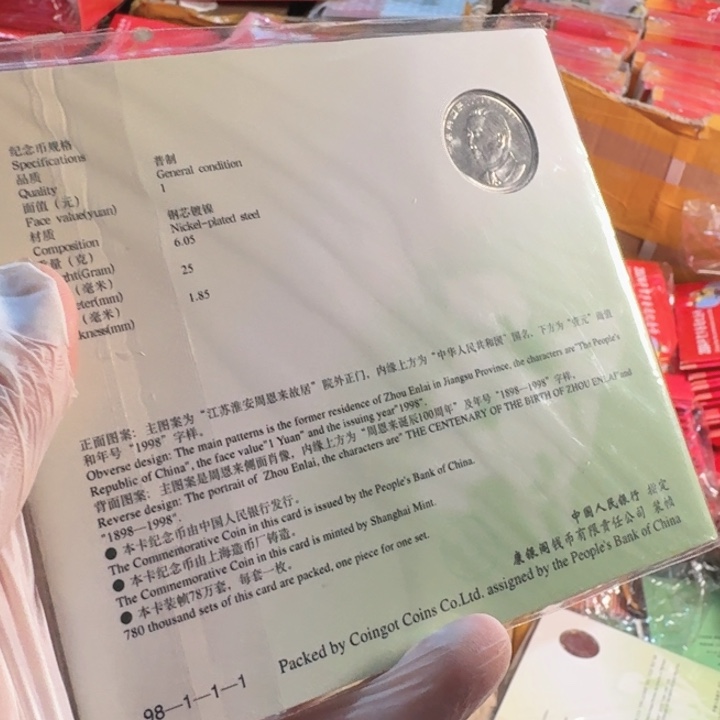 纪念币规格
Specifications
品质 普制
Quality General condition
面值（元） 1
Face value(yuan)
材质 钢芯镀镍
Composition Nickel-plated steel
量（克） 6.05
ght(Gram)
（毫米） 25
eter(mm)
（毫米） 1.85
kness(mm)
正面图案：主图案为“江苏淮安周恩来故居”院外正门，内缘上方为“中华人民共和国”国名，下方为“壹元”面值
和年号“1998”字样。
Obverse design: The main patterns is the former residence of Zhou Enlai in Jiangsu Province, the characters are"The People's
Republic of China", the face value"1 Yuan" and the issuing year"1998".
背面图案：主图案是周恩来侧面肖像，内缘上方为“周恩来诞辰100周年”及年号“1898—1998”字样。
Reverse design: The portrait of Zhou Enlai, the characters are" THE CENTENARY OF THE BIRTH OF ZHOU ENLAI"and
"1898—1998".
●本卡纪念币由中国人民银行发行。
The Commemorative Coin in this card is issued by the People's Bank of China.
●本卡纪念币由上海造币厂铸造。
The Commemorative Coin in this card is minted by Shanghai Mint.
●本卡装帧78万套，每套一枚。
780 thousand sets of this card are packed, one piece for one set.
中国人民银行 指定
康银阁钱币有限责任公司 装帧
Packed by Coingot Coins Co.Ltd. assigned by the People's Bank of China
98—1—1—1